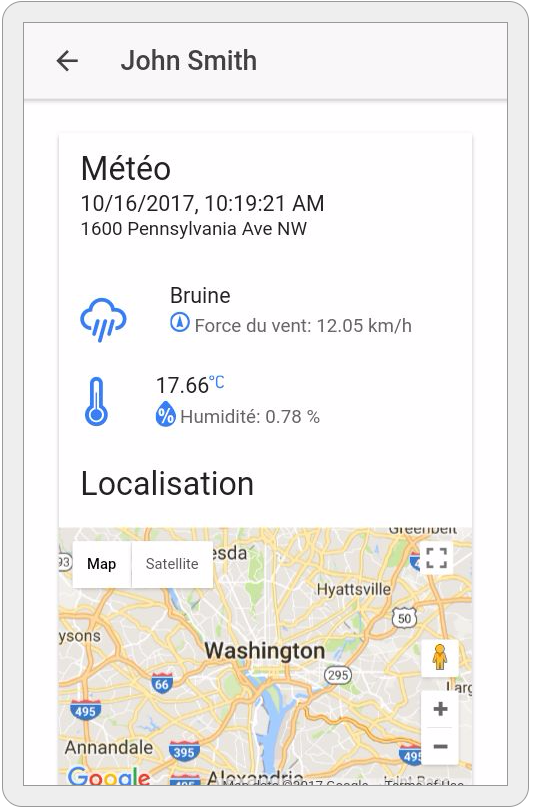 John Smith
Météo
10/16/2017, 10:19:21 AM
1600 Pennsylvania Ave NW
Bruine
Force du vent: 12.05 km/h
17.66°C
% Humidité: 0.78 %
Localisation
Greenbelt
93
esda
Map
Satellite
Hyattsville
50
ysons
Washington
295
66
Larg
495
Annandale
395
495
Google
Alexandria
Map data ©2017 Google
Terms of Use